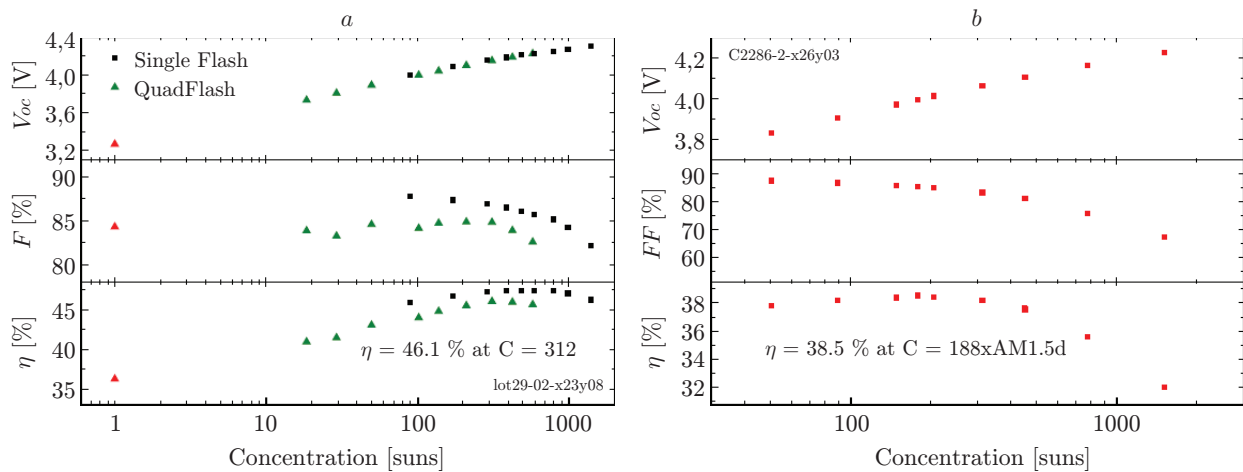 a
Single Flash
QuadFlash
Voc [V]
4,4
4,0
3,6
3,2
F [%]
90
85
80
η [%]
45
40
35
η = 46.1 % at C = 312
lot29-02-x23y08
1 10 100 1000
Concentration [suns]
b
C2286-2-x26y03
Voc [V]
4,2
4,0
3,8
FF [%]
90
80
70
60
η [%]
38
36
34
32
η = 38.5 % at C = 188xAM1.5d
100 1000
Concentration [suns]